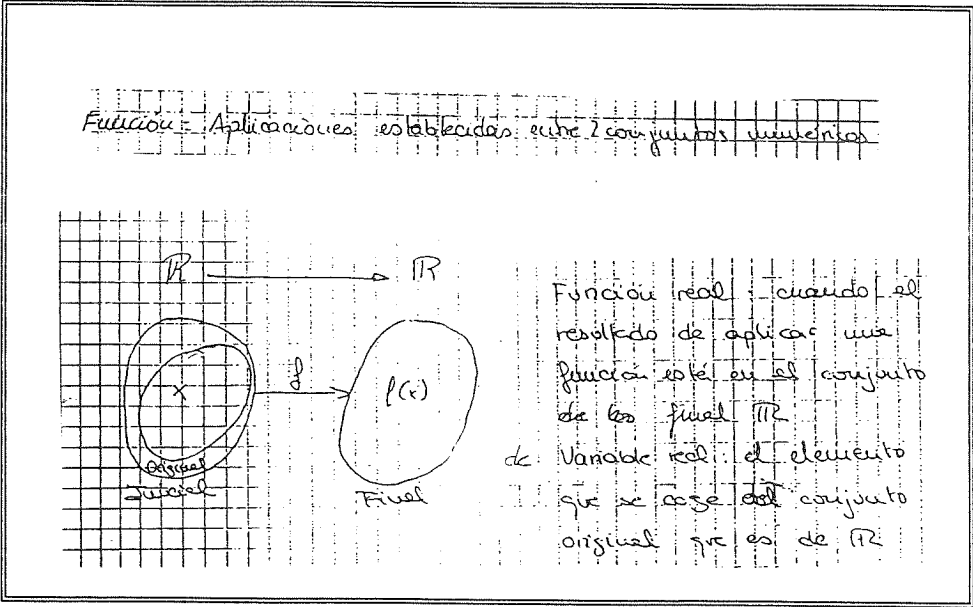 Función = Aplicaciones establecidas entre 2 conjuntos numéricos
R → R
x
f
f(x)
Original
Inicial
Final
Función real : cuando el
resultado de aplicar una
función está en el conjunto
de los final R
de Variable real : el elemento
que se coge del conjunto
original que es de R